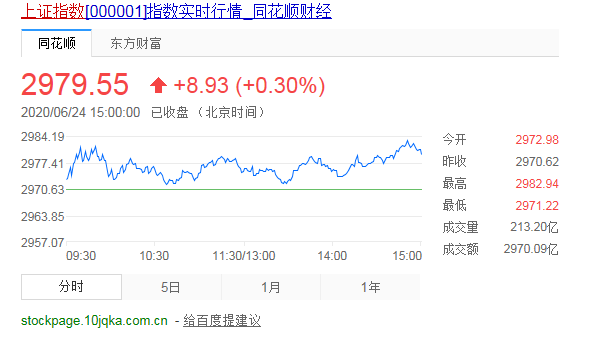 上证指数[000001]指数实时行情_同花顺财经
同花顺 东方财富
2979.55 +8.93 (+0.30%)
2020/06/24 15:00:00 已收盘 （北京时间）
2984.19
2977.41
2970.63
2963.85
2957.07
09:30 10:30 11:30/13:00 14:00 15:00
今开 2972.98
昨收 2970.62
最高 2982.94
最低 2971.22
成交量 213.20亿
成交额 2970.09亿
分时 5日 1月 1年
stockpage.10jqka.com.cn - 给百度提建议